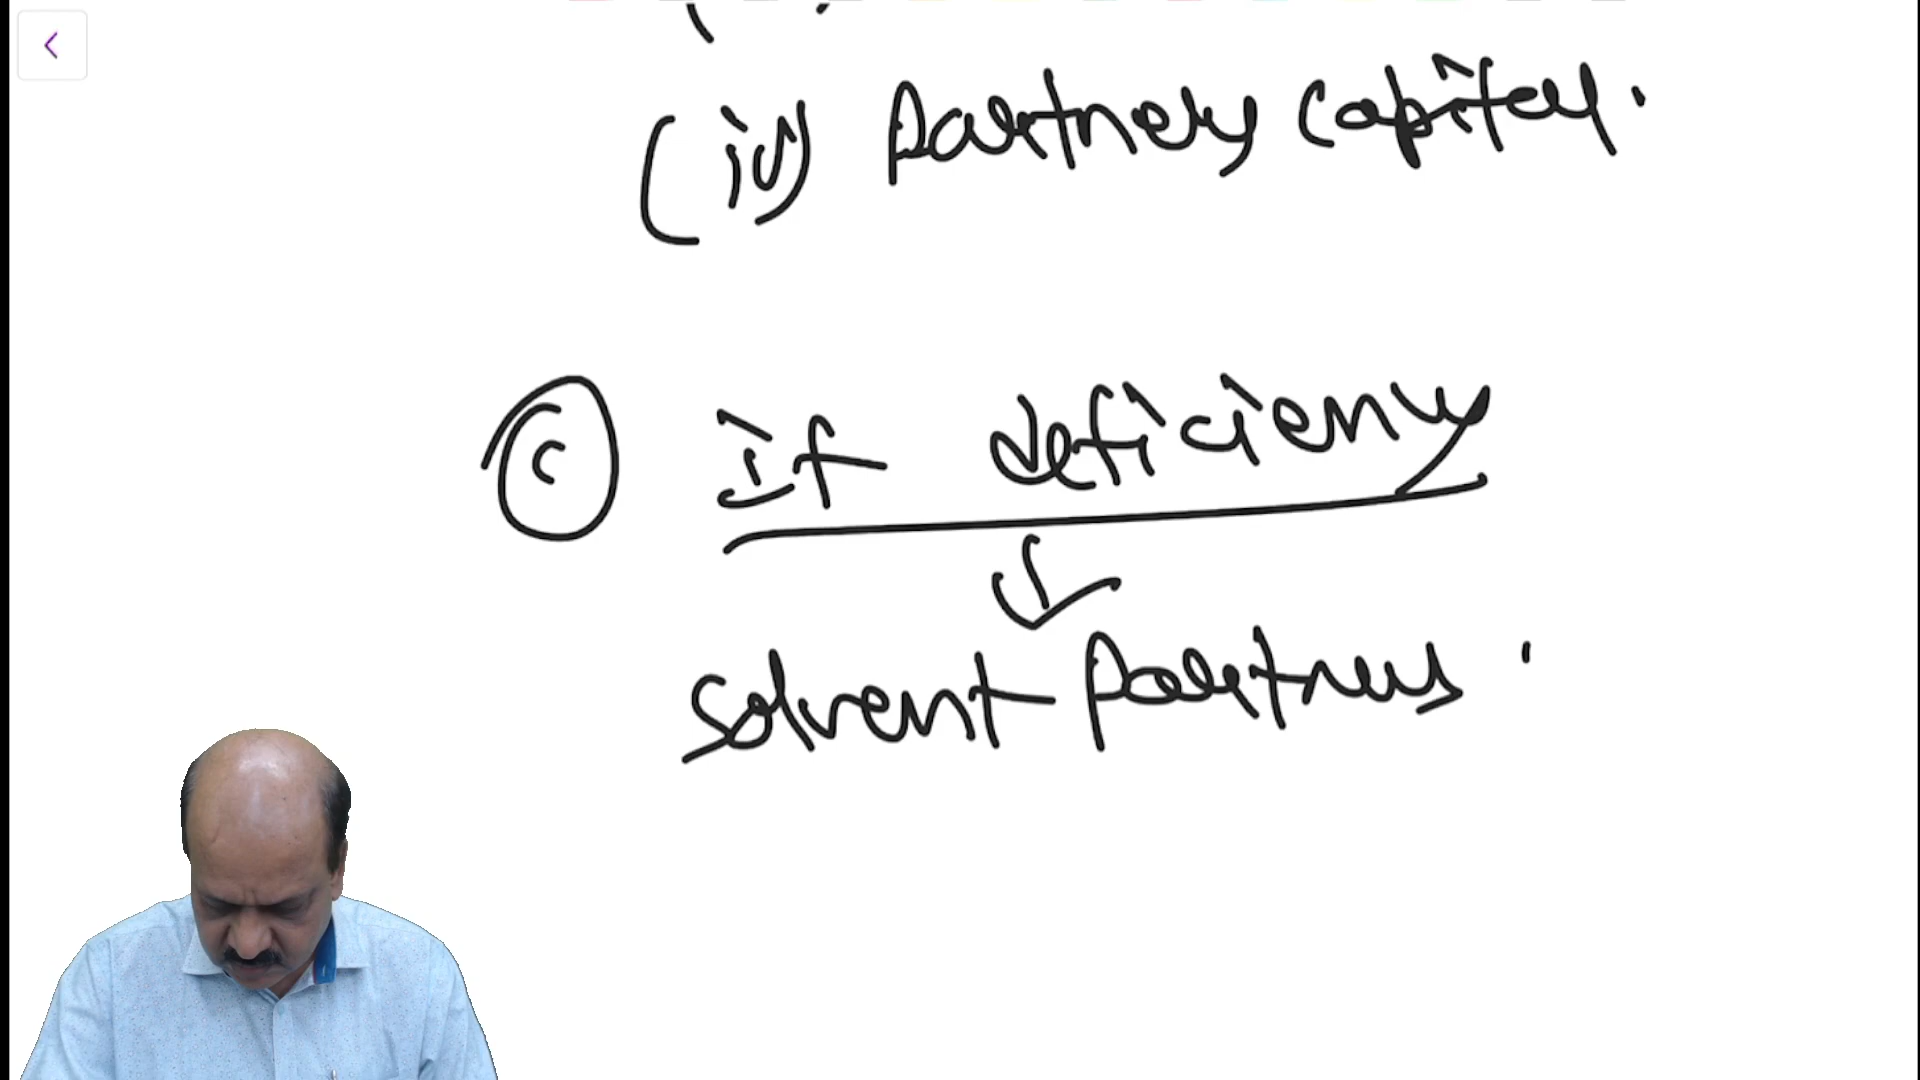 (iv) Partners capital.
(c) if deficiency
solvent Partners.